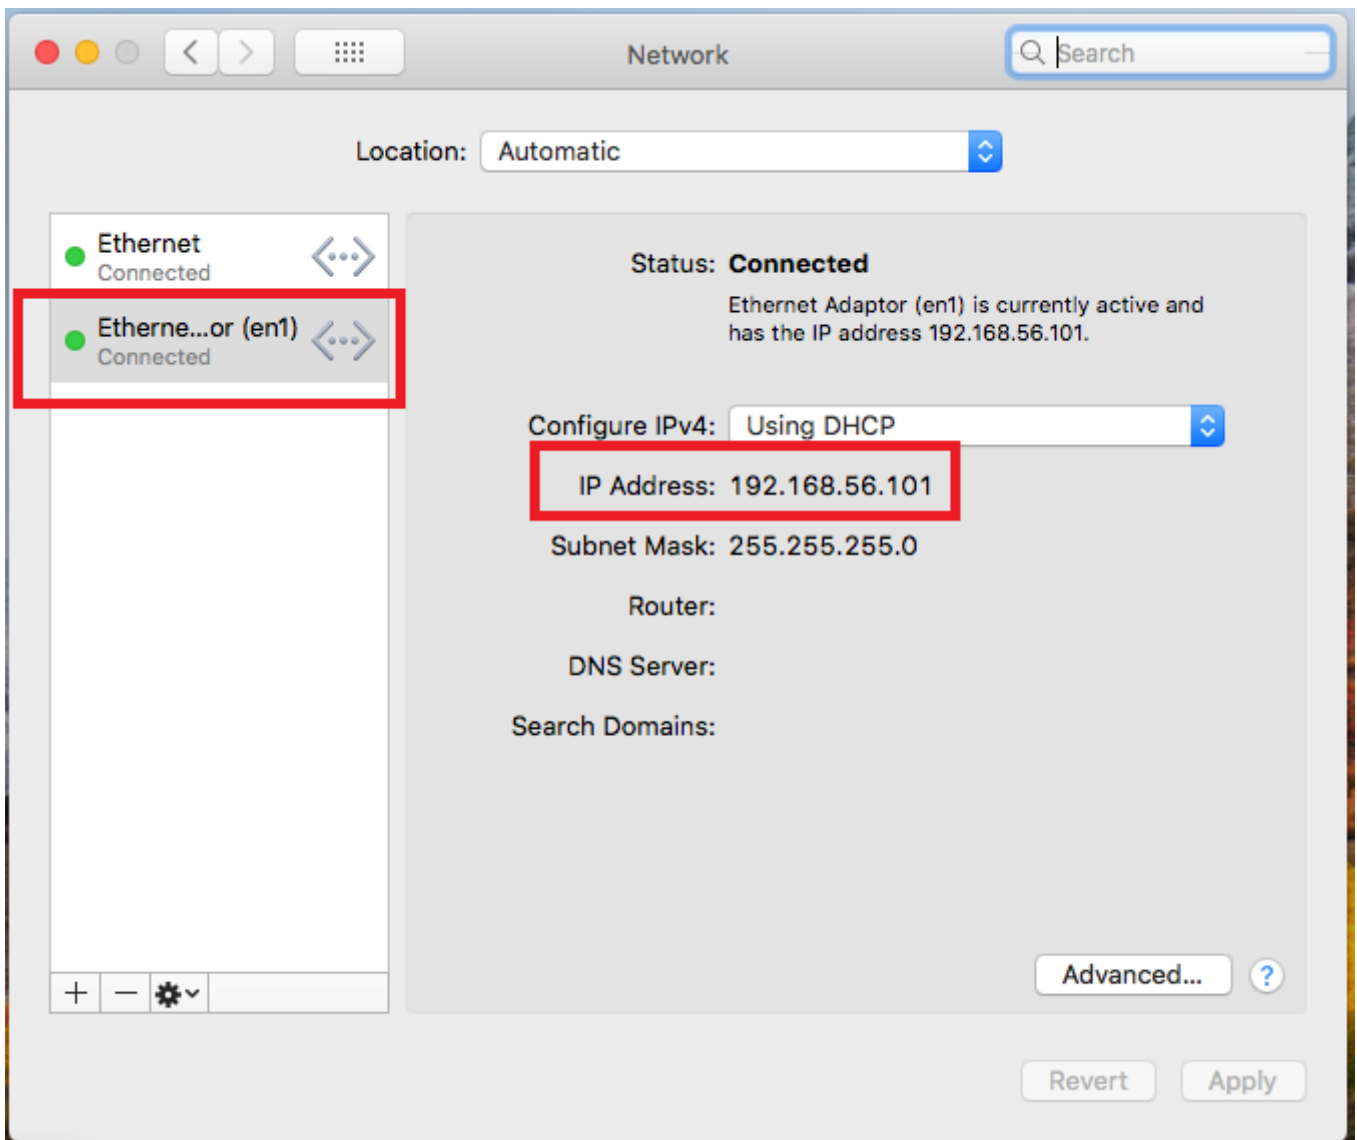 Network
Search
Location: Automatic
Ethernet
Connected
Etherne...or (en1)
Connected
Status: Connected
Ethernet Adaptor (en1) is currently active and
has the IP address 192.168.56.101.
Configure IPv4: Using DHCP
IP Address: 192.168.56.101
Subnet Mask: 255.255.255.0
Router:
DNS Server:
Search Domains:
Advanced... ?
Revert Apply